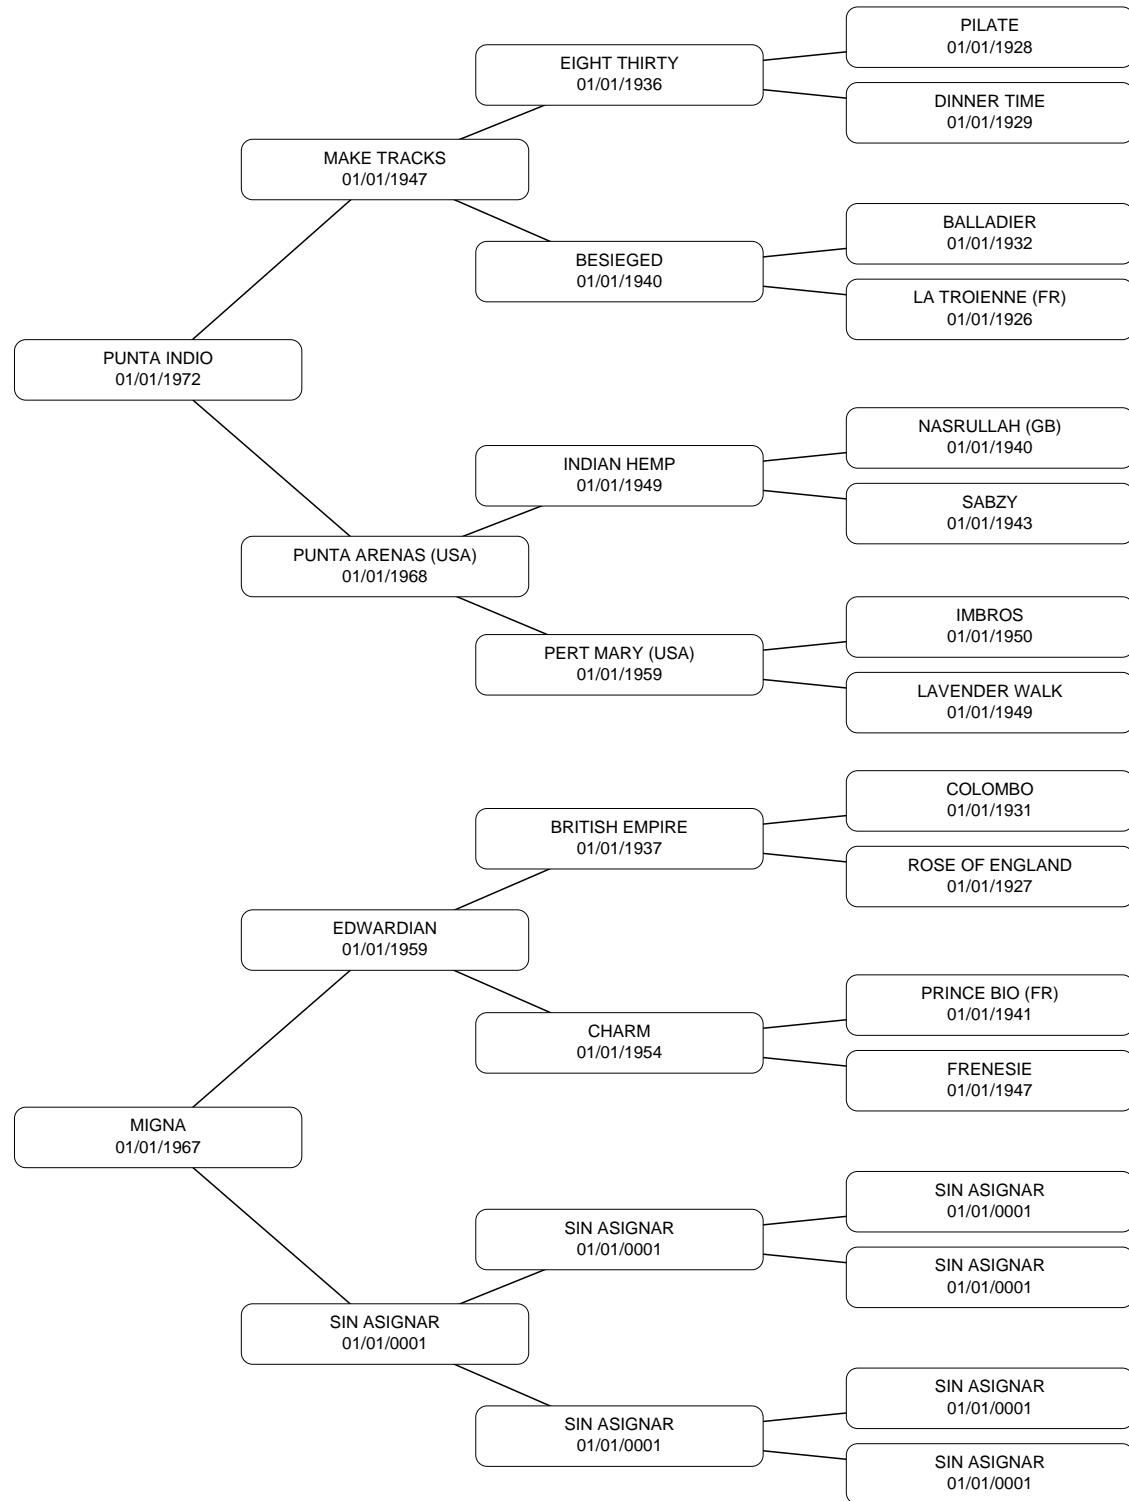 PILATE
01/01/1928
EIGHT THIRTY
01/01/1936
DINNER TIME
01/01/1929
MAKE TRACKS
01/01/1947
BALLADIER
01/01/1932
BESIEGED
01/01/1940
LA TROIENNE (FR)
01/01/1926
PUNTA INDIO
01/01/1972
NASRULLAH (GB)
01/01/1940
INDIAN HEMP
01/01/1949
SABZY
01/01/1943
PUNTA ARENAS (USA)
01/01/1968
IMBROS
01/01/1950
PERT MARY (USA)
01/01/1959
LAVENDER WALK
01/01/1949
COLOMBO
01/01/1931
BRITISH EMPIRE
01/01/1937
ROSE OF ENGLAND
01/01/1927
EDWARDIAN
01/01/1959
PRINCE BIO (FR)
01/01/1941
CHARM
01/01/1954
FRENESIE
01/01/1947
MIGNA
01/01/1967
SIN ASIGNAR
01/01/0001
SIN ASIGNAR
01/01/0001
SIN ASIGNAR
01/01/0001
SIN ASIGNAR
01/01/0001
SIN ASIGNAR
01/01/0001
SIN ASIGNAR
01/01/0001
SIN ASIGNAR
01/01/0001